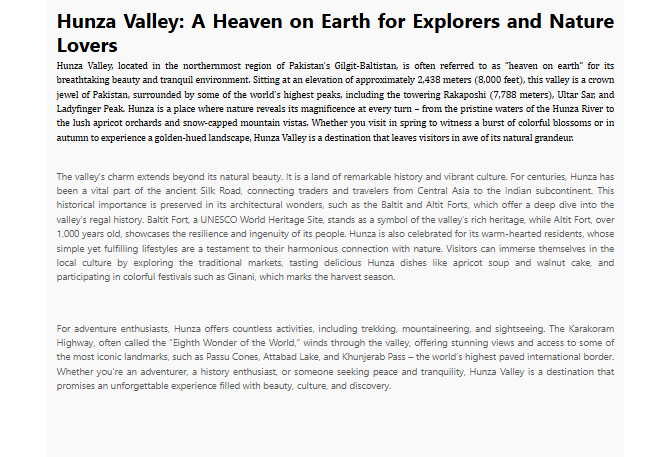 Hunza Valley: A Heaven on Earth for Explorers and Nature
Lovers
Hunza Valley, located in the northernmost region of Pakistan's Gilgit-Baltistan, is often referred to as "heaven on earth" for its
breathtaking beauty and tranquil environment. Sitting at an elevation of approximately 2,438 meters (8,000 feet), this valley is a crown
jewel of Pakistan, surrounded by some of the world's highest peaks, including the towering Rakaposhi (7,788 meters), Ultar Sar, and
Ladyfinger Peak. Hunza is a place where nature reveals its magnificence at every turn – from the pristine waters of the Hunza River to
the lush apricot orchards and snow-capped mountain vistas. Whether you visit in spring to witness a burst of colorful blossoms or in
autumn to experience a golden-hued landscape, Hunza Valley is a destination that leaves visitors in awe of its natural grandeur.
The valley's charm extends beyond its natural beauty. It is a land of remarkable history and vibrant culture. For centuries, Hunza has
been a vital part of the ancient Silk Road, connecting traders and travelers from Central Asia to the Indian subcontinent. This
historical importance is preserved in its architectural wonders, such as the Baltit and Altit Forts, which offer a deep dive into the
valley's regal history. Baltit Fort, a UNESCO World Heritage Site, stands as a symbol of the valley's rich heritage, while Altit Fort, over
1,000 years old, showcases the resilience and ingenuity of its people. Hunza is also celebrated for its warm-hearted residents, whose
simple yet fulfilling lifestyles are a testament to their harmonious connection with nature. Visitors can immerse themselves in the
local culture by exploring the traditional markets, tasting delicious Hunza dishes like apricot soup and walnut cake, and
participating in colorful festivals such as Ginani, which marks the harvest season.
For adventure enthusiasts, Hunza offers countless activities, including trekking, mountaineering, and sightseeing. The Karakoram
Highway, often called the "Eighth Wonder of the World," winds through the valley, offering stunning views and access to some of
the most iconic landmarks, such as Passu Cones, Attabad Lake, and Khunjerab Pass – the world's highest paved international border.
Whether you're an adventurer, a history enthusiast, or someone seeking peace and tranquility, Hunza Valley is a destination that
promises an unforgettable experience filled with beauty, culture, and discovery.